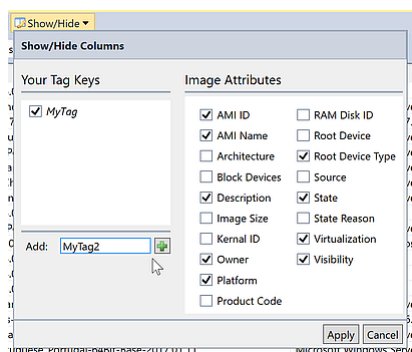 Show/Hide
Show/Hide Columns
Your Tag Keys
MyTag
Add: MyTag2
Image Attributes
AMI ID
AMI Name
Architecture
Block Devices
Description
Image Size
Kernal ID
Owner
Platform
Product Code
RAM Disk ID
Root Device
Root Device Type
Source
State
State Reason
Virtualization
Visibility
Apply Cancel